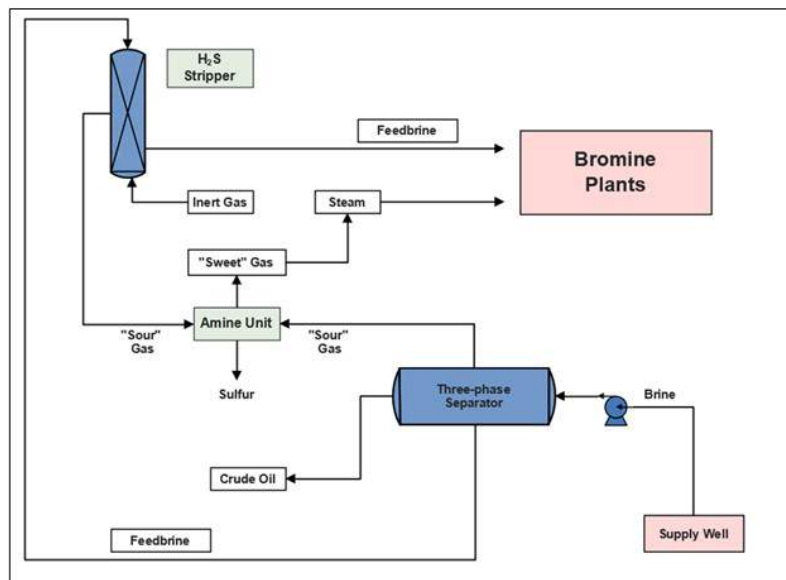 H₂S
Stripper
Feedbrine
Bromine
Plants
Inert Gas
Steam
"Sweet" Gas
"Sour"
Gas
Amine Unit
"Sour"
Gas
Sulfur
Three-phase
Separator
Brine
Crude Oil
Feedbrine
Supply Well